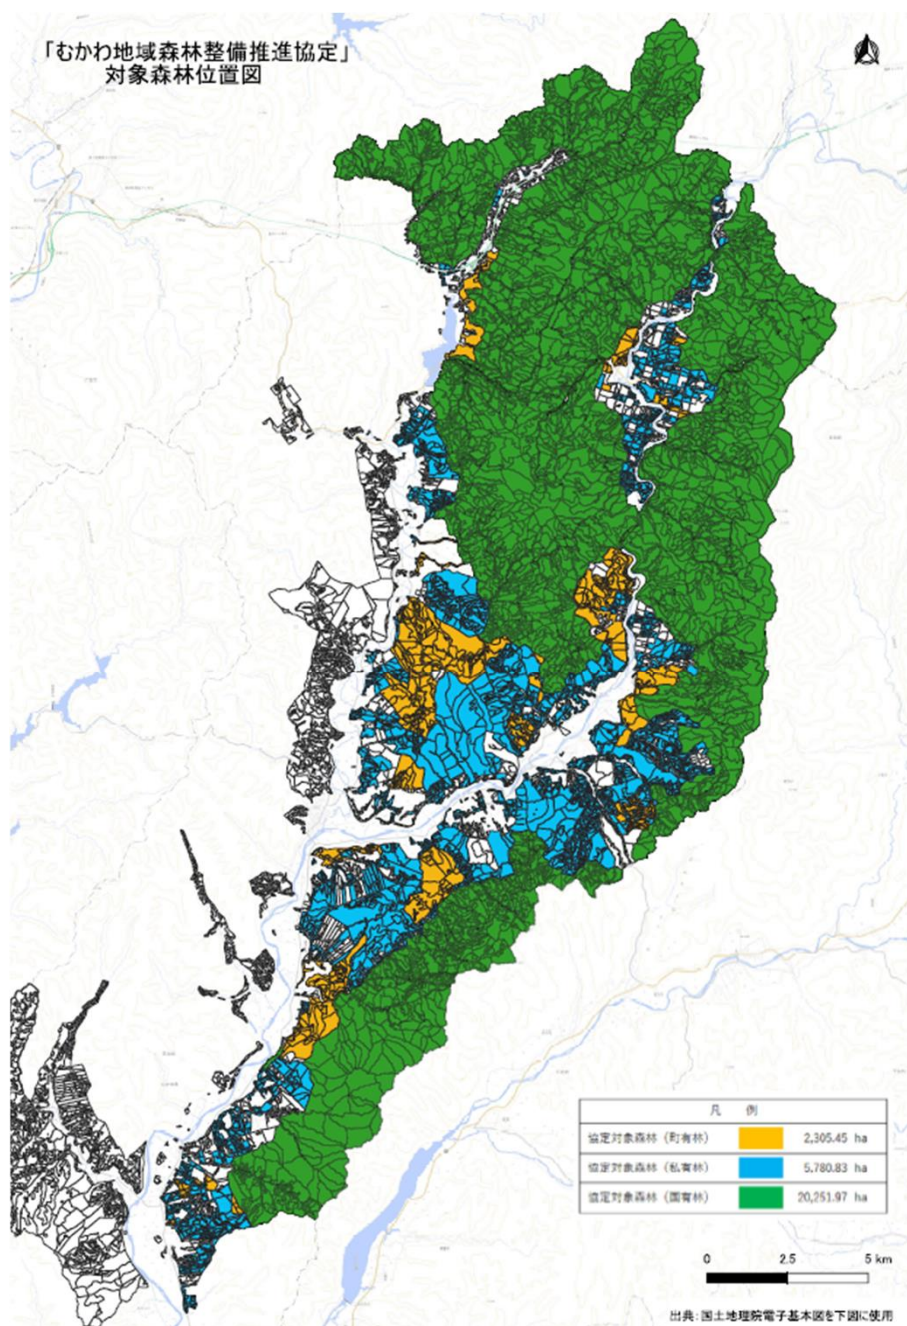 「むかわ地域森林整備推進協定」
対象森林位置図
凡 例
協定対象森林（町有林） 2,305.45 ha
協定対象森林（私有林） 5,780.83 ha
協定対象森林（国有林） 20,251.97 ha
0 2.5 5 km
出典：国土地理院電子基本図を下図に使用